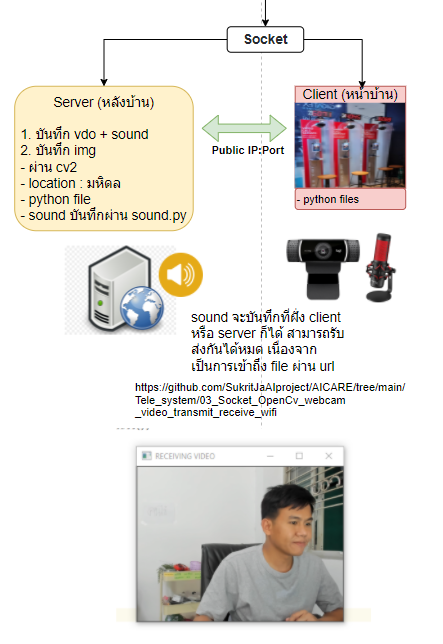 Socket
Server (หลังบ้าน)
1. บันทึก vdo + sound
2. บันทึก img
- ผ่าน cv2
- location : มหิดล
- python file
- sound บันทึกผ่าน sound.py
Public IP:Port
Client (หน้าบ้าน)
- python files
sound จะบันทึกที่ฝั่ง client
หรือ server ก็ได้ สามารถรับ
ส่งกันได้หมด เนื่องจาก
เป็นการเข้าถึง file ผ่าน url
https://github.com/SukritJaAIproject/AICARE/tree/main/
Tele_system/03_Socket_OpenCv_webcam
_video_transmit_receive_wifi
RECEIVING VIDEO